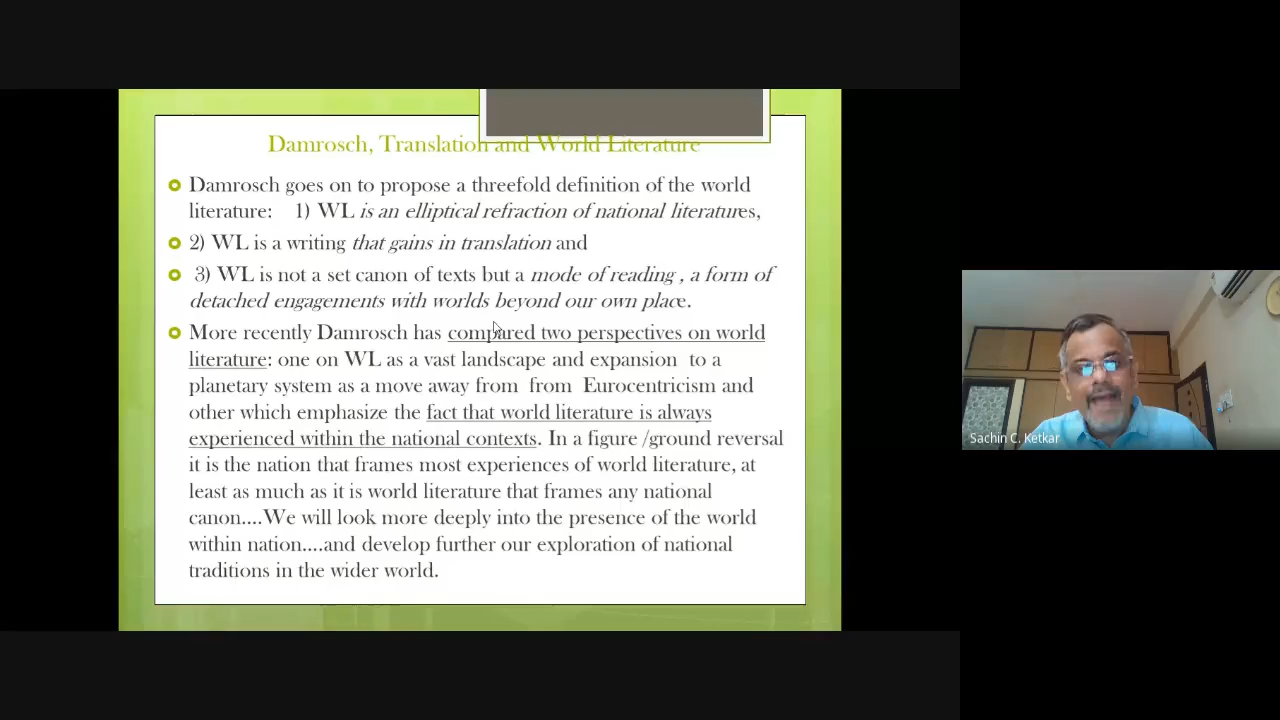 Damrosch, Translation and World Literature
Damrosch goes on to propose a threefold definition of the world
literature: 1) WL is an elliptical refraction of national literatures,
2) WL is a writing that gains in translation and
3) WL is not a set canon of texts but a mode of reading , a form of
detached engagements with worlds beyond our own place.
More recently Damrosch has compared two perspectives on world
literature: one on WL as a vast landscape and expansion to a
planetary system as a move away from from Eurocentricism and
other which emphasize the fact that world literature is always
experienced within the national contexts. In a figure /ground reversal
it is the nation that frames most experiences of world literature, at
least as much as it is world literature that frames any national
canon....We will look more deeply into the presence of the world
within nation....and develop further our exploration of national
traditions in the wider world.
Sachin C. Ketkar